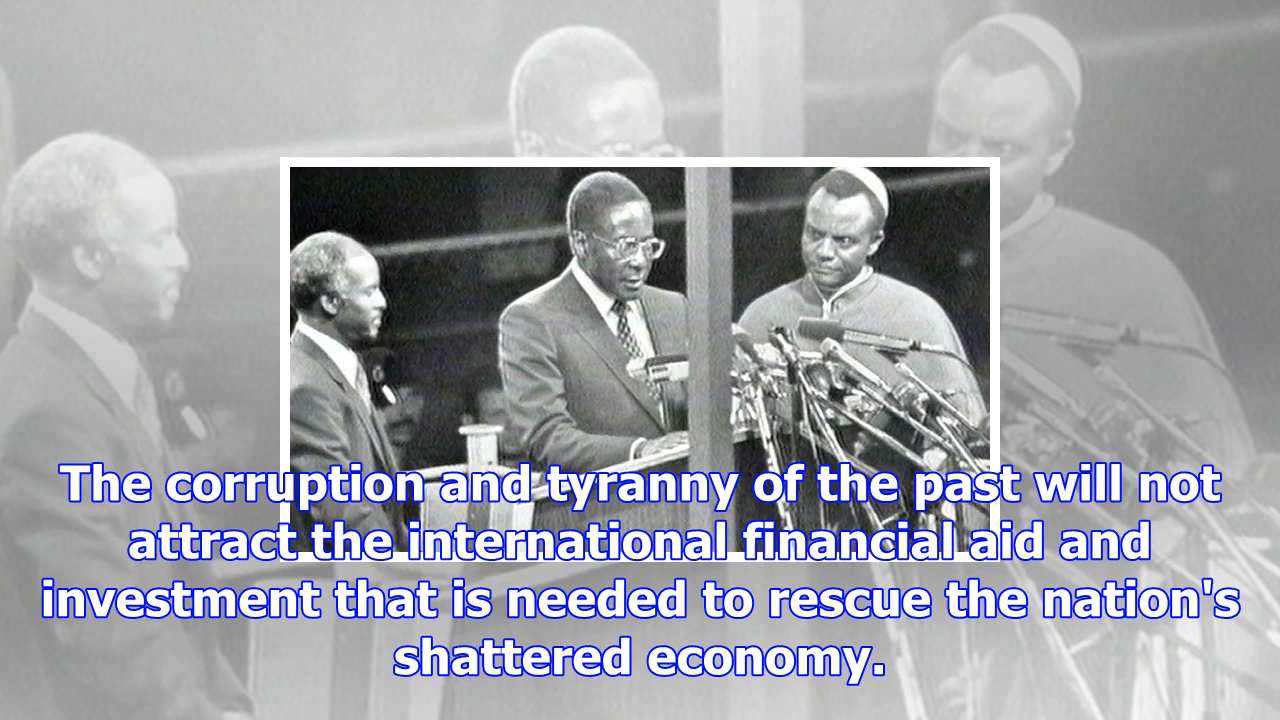 The corruption and tyranny of the past will not
attract the international financial aid and
investment that is needed to rescue the nation's
shattered economy.